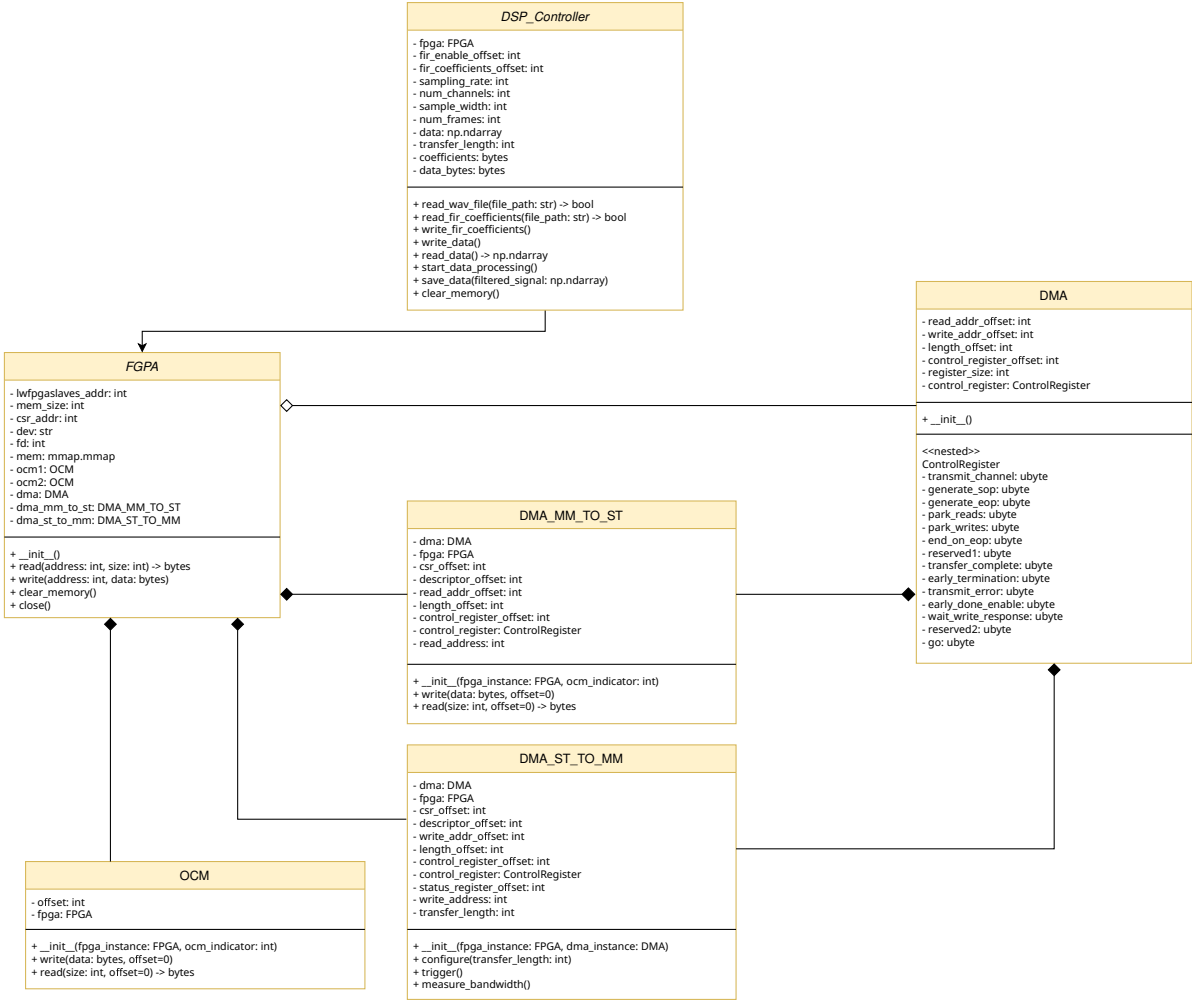 DSP_Controller
- fpga: FPGA
- fir_enable_offset: int
- fir_coefficients_offset: int
- sampling_rate: int
- num_channels: int
- sample_width: int
- num_frames: int
- data: np.ndarray
- transfer_length: int
- coefficients: bytes
- data_bytes: bytes
+ read_wav_file(file_path: str) -> bool
+ read_fir_coefficients(file_path: str) -> bool
+ write_fir_coefficients()
+ write_data()
+ read_data() -> np.ndarray
+ start_data_processing()
+ save_data(filtered_signal: np.ndarray)
+ clear_memory()
DMA
- read_addr_offset: int
- write_addr_offset: int
- length_offset: int
- control_register_offset: int
- register_size: int
- control_register: ControlRegister
+ __init__()
<<nested>>
ControlRegister
- transmit_channel: ubyte
- generate_sop: ubyte
- generate_eop: ubyte
- park_reads: ubyte
- park_writes: ubyte
- end_on_eop: ubyte
- reserved1: ubyte
- transfer_complete: ubyte
- early_termination: ubyte
- transmit_error: ubyte
- early_done_enable: ubyte
- wait_write_response: ubyte
- reserved2: ubyte
- go: ubyte
FGPA
- lwfpgaslaves_addr: int
- mem_size: int
- csr_addr: int
- dev: str
- fd: int
- mem: mmap.mmap
- ocm1: OCM
- ocm2: OCM
- dma: DMA
- dma_mm_to_st: DMA_MM_TO_ST
- dma_st_to_mm: DMA_ST_TO_MM
+ __init__()
+ read(address: int, size: int) -> bytes
+ write(address: int, data: bytes)
+ clear_memory()
+ close()
DMA_MM_TO_ST
- dma: DMA
- fpga: FPGA
- csr_offset: int
- descriptor_offset: int
- read_addr_offset: int
- length_offset: int
- control_register_offset: int
- control_register: ControlRegister
- read_address: int
+ __init__(fpga_instance: FPGA, ocm_indicator: int)
+ write(data: bytes, offset=0)
+ read(size: int, offset=0) -> bytes
DMA_ST_TO_MM
- dma: DMA
- fpga: FPGA
- csr_offset: int
- descriptor_offset: int
- write_addr_offset: int
- length_offset: int
- control_register_offset: int
- control_register: ControlRegister
- status_register_offset: int
- write_address: int
- transfer_length: int
+ __init__(fpga_instance: FPGA, dma_instance: DMA)
+ configure(transfer_length: int)
+ trigger()
+ measure_bandwidth()
OCM
- offset: int
- fpga: FPGA
+ __init__(fpga_instance: FPGA, ocm_indicator: int)
+ write(data: bytes, offset=0)
+ read(size: int, offset=0) -> bytes